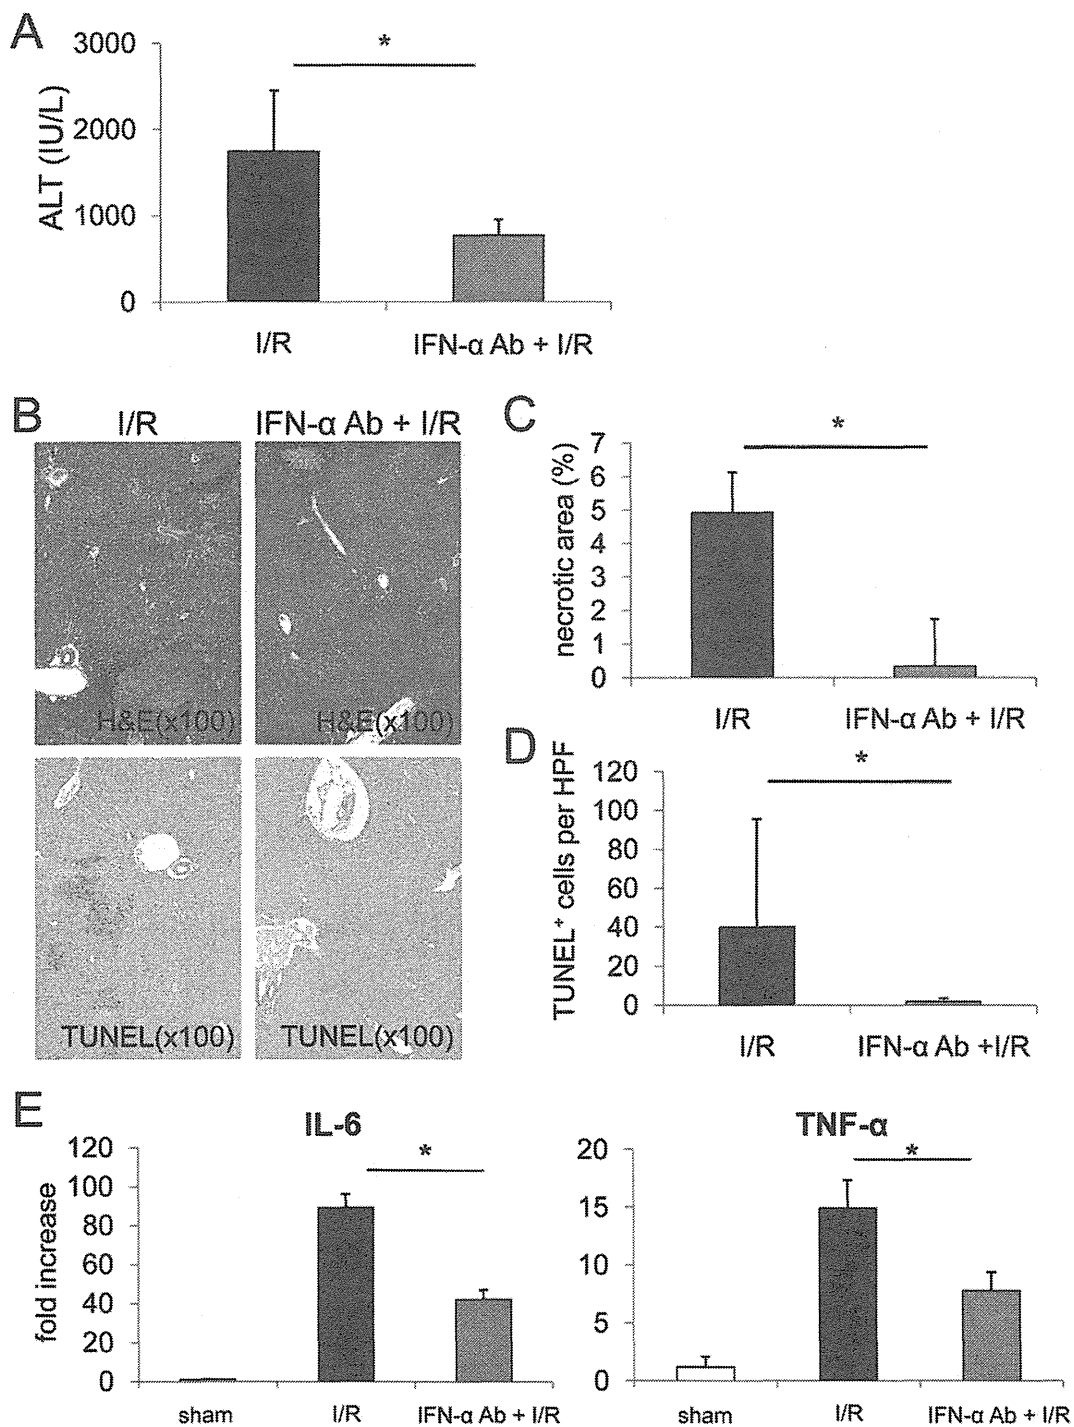 A
3000
2000
1000
0
ALT (IU/L)
*
I/R
IFN-α Ab + I/R
B
I/R
IFN-α Ab + I/R
H&E(x100)
H&E(x100)
TUNEL(x100)
TUNEL(x100)
C
necrotic area (%)
7
6
5
4
3
2
1
0
*
I/R
IFN-α Ab + I/R
D
TUNEL⁺ cells per HPF
120
100
80
60
40
20
0
*
I/R
IFN-α Ab +I/R
E
IL-6
fold increase
120
100
80
60
40
20
0
*
sham
I/R
IFN-α Ab + I/R
TNF-α
20
15
10
5
0
*
sham
I/R
IFN-α Ab + I/R